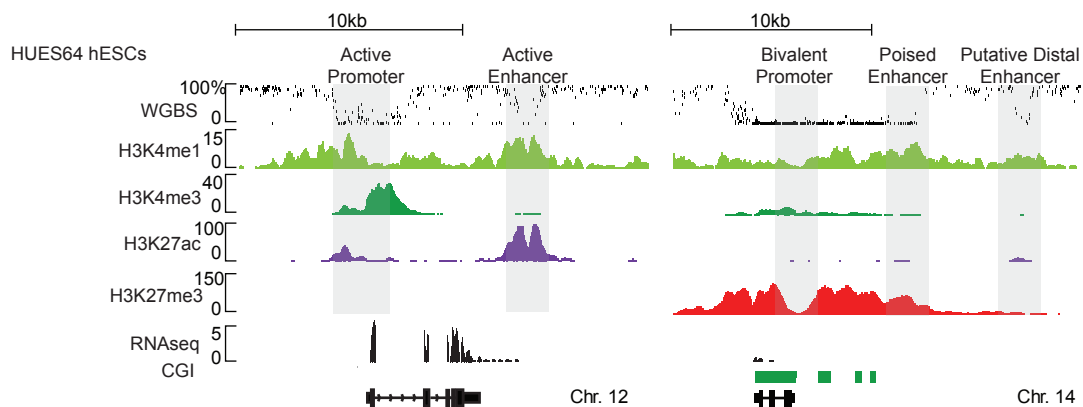 10kb 10kb
HUES64 hESCs
Active Promoter Active Enhancer Bivalent Promoter Poised Enhancer Putative Distal Enhancer
WGBS 100% 0
H3K4me1 15 0
H3K4me3 40 0
H3K27ac 100 0
H3K27me3 150 0
RNAseq 5 0
CGI
Chr. 12 Chr. 14